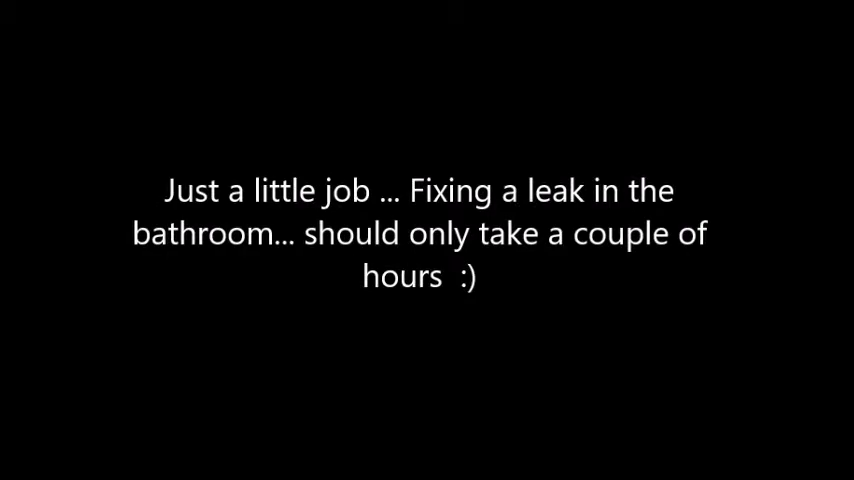 Just a little job ... Fixing a leak in the
bathroom... should only take a couple of
hours  :)